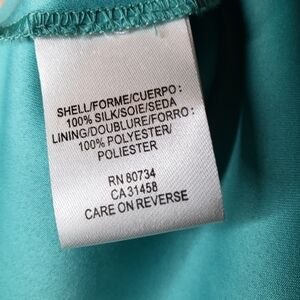 SHELL/FORME/CUERPO:
100% SILK/SOIE/SEDA
LINING/DOUBLURE/FORRO:
100% POLYESTER/
POLIESTER
RN 80734
CA31458
CARE ON REVERSE